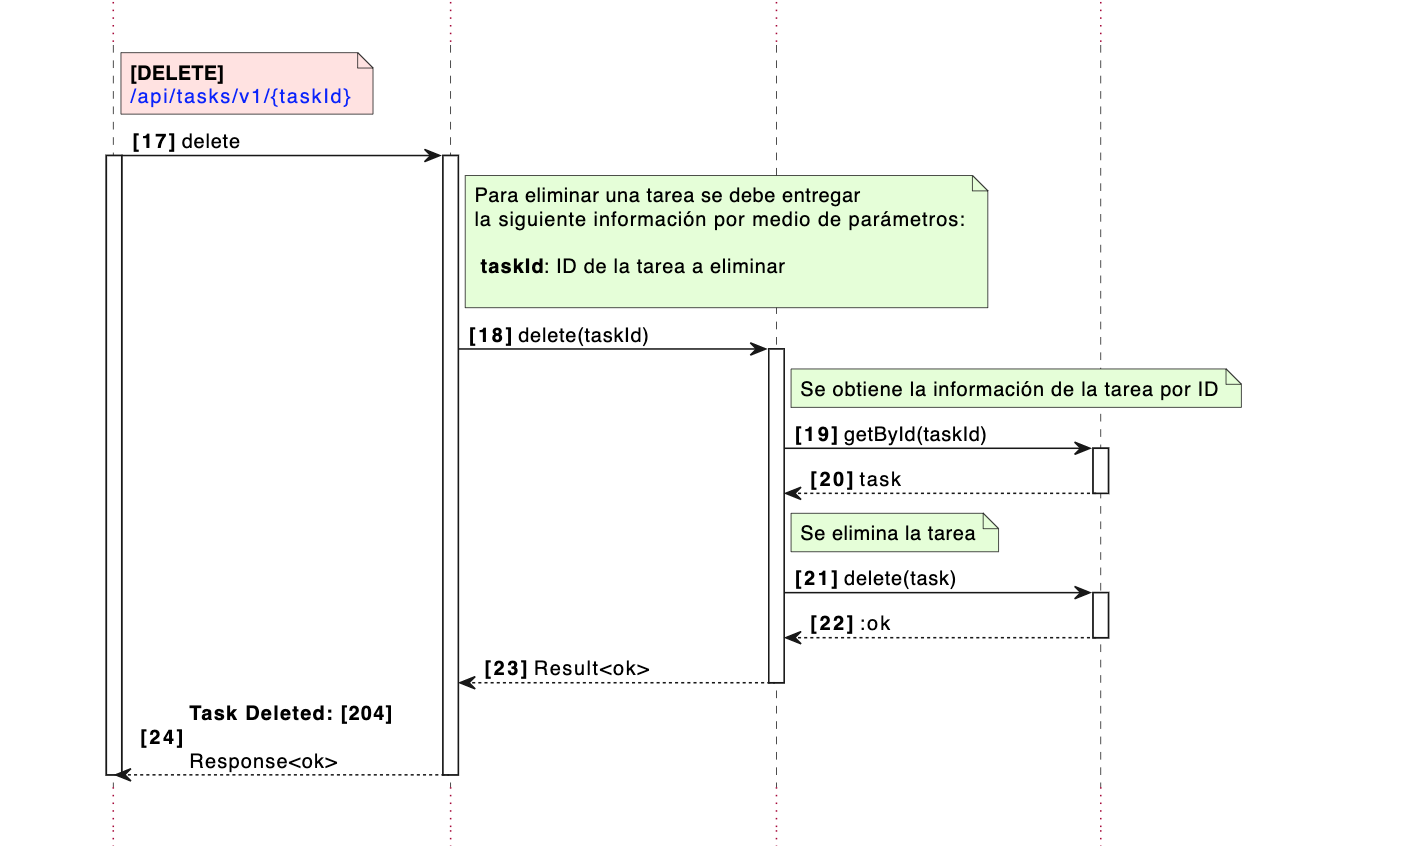 [DELETE]
/api/tasks/v1/{taskId}
[17] delete
Para eliminar una tarea se debe entregar
la siguiente información por medio de parámetros:
taskId: ID de la tarea a eliminar
[18] delete(taskId)
Se obtiene la información de la tarea por ID
[19] getById(taskId)
[20] task
Se elimina la tarea
[21] delete(task)
[22] :ok
[23] Result<ok>
Task Deleted: [204]
[24]
Response<ok>